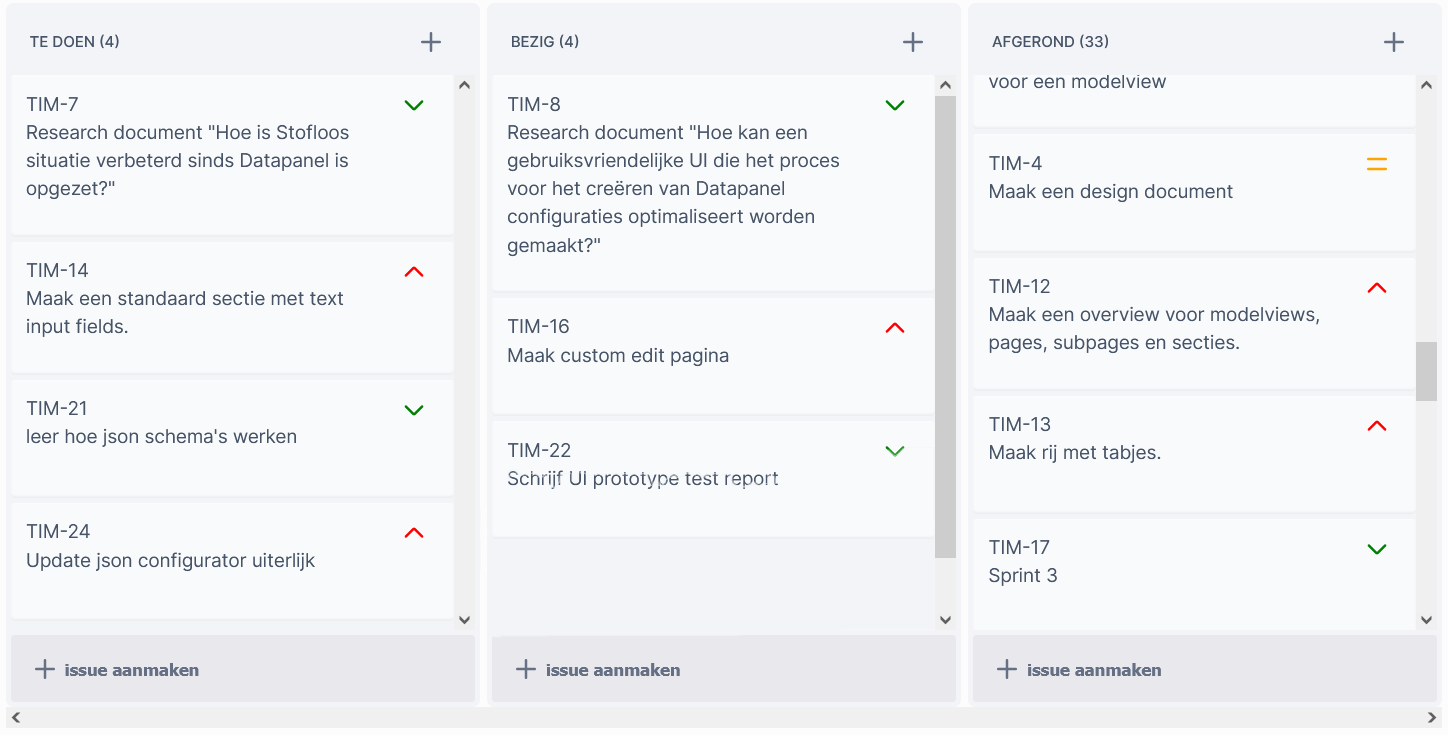 TE DOEN (4)
TIM-7
Research document "Hoe is Stofloos
situatie verbeterd sinds Datapanel is
opgezet?"
TIM-14
Maak een standaard sectie met text
input fields.
TIM-21
leer hoe json schema's werken
TIM-24
Update json configurator uiterlijk
issue aanmaken
BEZIG (4)
TIM-8
Research document "Hoe kan een
gebruiksvriendelijke UI die het proces
voor het creëren van Datapanel
configuraties optimaliseert worden
gemaakt?"
TIM-16
Maak custom edit pagina
TIM-22
Schrijf UI prototype test report
issue aanmaken
AFGEROND (33)
voor een modelview
TIM-4
Maak een design document
TIM-12
Maak een overview voor modelviews,
pages, subpages en secties.
TIM-13
Maak rij met tabjes.
TIM-17
Sprint 3
issue aanmaken